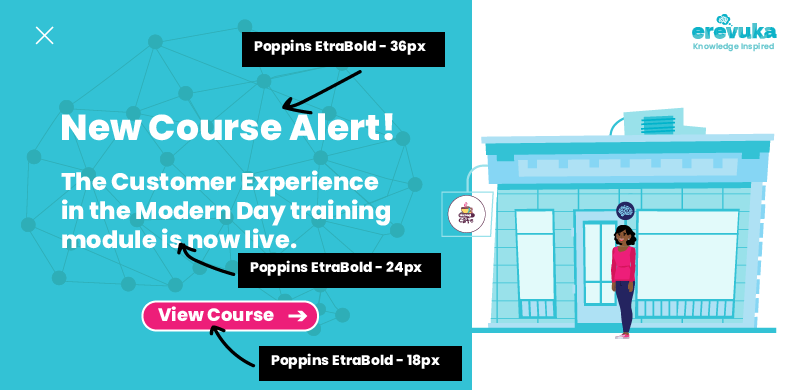 erevuka
Knowledge Inspired
Poppins EtraBold - 36px
New Course Alert!
The Customer Experience
in the Modern Day training
module is now live.
Poppins EtraBold - 24px
View Course
Poppins EtraBold - 18px